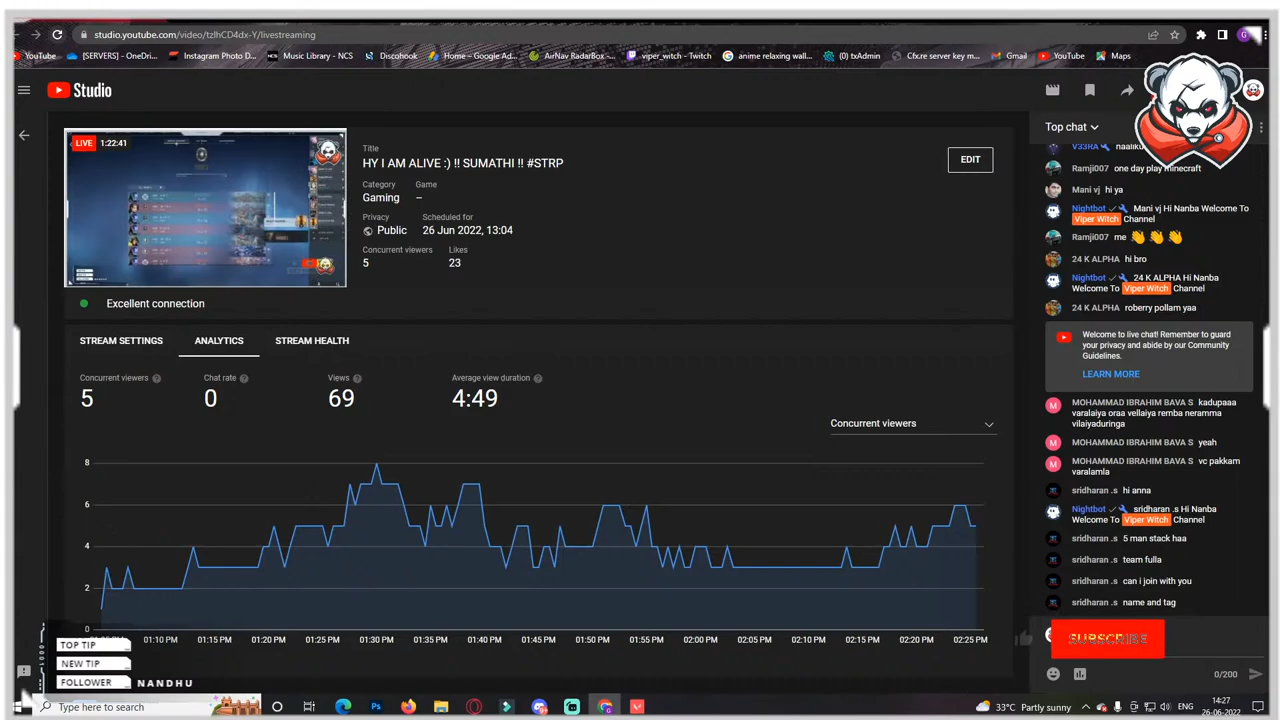 studio.youtube.com/video/tzIhCD4dx-Y/livestreaming
YouTube
[SERVERS] - OneDri...
Instagram Photo D...
Music Library - NCS
Discohook
Home – Google Ad...
AirNav RadarBox -...
viper_witch - Twitch
anime relaxing wall...
(D) txAdmin
Cfx.re server key m...
Gmail
YouTube
Maps
Studio
LIVE 1:22:41
Title
HY I AM ALIVE :) !! SUMATHI !! #STRP
EDIT
Category Game
Gaming –
Privacy Scheduled for
Public 26 Jun 2022, 13:04
Concurrent viewers Likes
5 23
Excellent connection
STREAM SETTINGS ANALYTICS STREAM HEALTH
Concurrent viewers Chat rate Views Average view duration
5 0 69 4:49
Concurrent viewers
8
6
4
2
0
01:10 PM 01:15 PM 01:20 PM 01:25 PM 01:30 PM 01:35 PM 01:40 PM 01:45 PM 01:50 PM 01:55 PM 02:00 PM 02:05 PM 02:10 PM 02:15 PM 02:20 PM 02:25 PM
TOP TIP
NEW TIP
FOLLOWER NANDHU
Top chat
V33RA
Ramji007 one day play minecraft
Mani vj hi ya
Nightbot Mani vj Hi Nanba Welcome To
Viper Witch Channel
Ramji007 me 👋 👋 👋
24 K ALPHA hi bro
Nightbot 24 K ALPHA Hi Nanba
Welcome To Viper Witch Channel
24 K ALPHA roberry pollam yaa
Welcome to live chat! Remember to guard
your privacy and abide by our Community
Guidelines.
LEARN MORE
MOHAMMAD IBRAHIM BAVA S kadupaaa
varalaiya oraa vellaiya remba neramma
vilaiyaduringa
MOHAMMAD IBRAHIM BAVA S yeah
MOHAMMAD IBRAHIM BAVA S vc pakkam
varalamla
sridharan .s hi anna
Nightbot sridharan .s Hi Nanba
Welcome To Viper Witch Channel
sridharan .s 5 man stack haa
sridharan .s team fulla
sridharan .s can i join with you
sridharan .s name and tag
SUBSCRIBE
0/200
Type here to search
33°C Partly sunny
ENG
14:27
26-06-2022